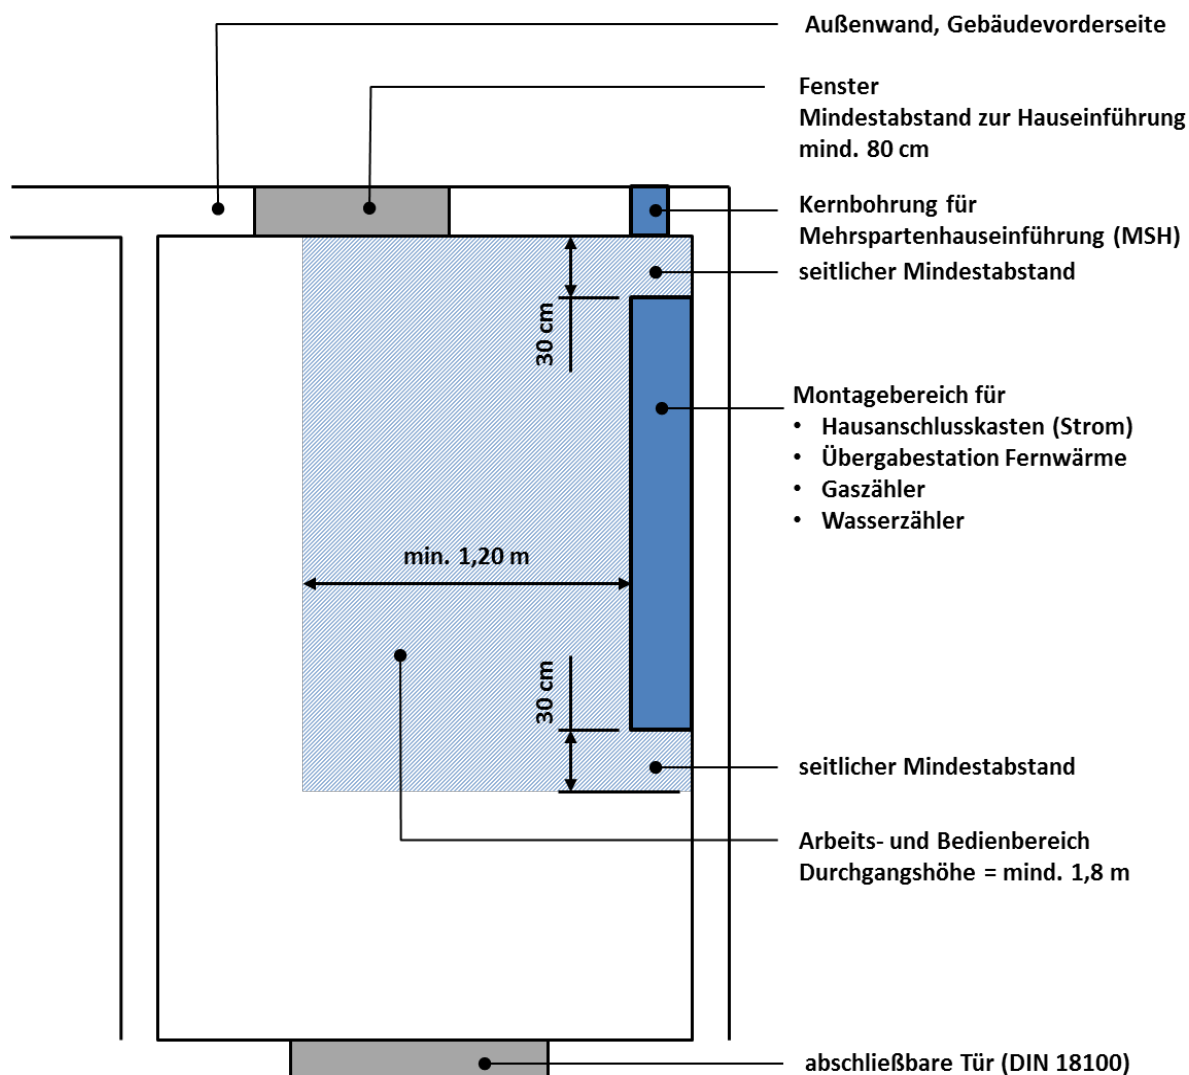 Außenwand, Gebäudevorderseite
Fenster
Mindestabstand zur Hauseinführung
mind. 80 cm
Kernbohrung für
Mehrspartenhauseinführung (MSH)
seitlicher Mindestabstand
30 cm
Montagebereich für
• Hausanschlusskasten (Strom)
• Übergabestation Fernwärme
• Gaszähler
• Wasserzähler
min. 1,20 m
30 cm
seitlicher Mindestabstand
Arbeits- und Bedienbereich
Durchgangshöhe = mind. 1,8 m
abschließbare Tür (DIN 18100)